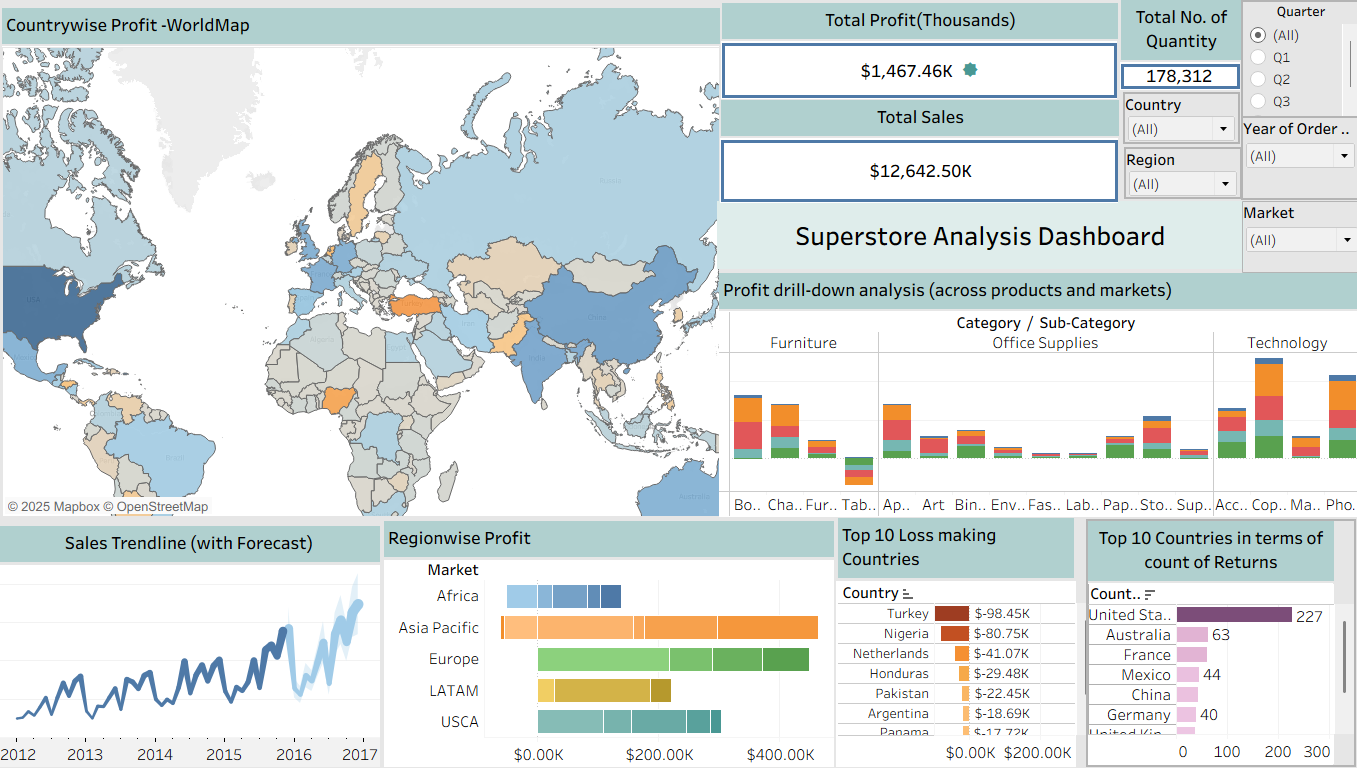 Countrywise Profit -WorldMap
© 2025 Mapbox © OpenStreetMap
Total Profit(Thousands)
$1,467.46K
Total Sales
$12,642.50K
Total No. of
Quantity
178,312
Country
(All)
Region
(All)
Quarter
(All)
Q1
Q2
Q3
Year of Order ..
(All)
Market
(All)
Superstore Analysis Dashboard
Profit drill-down analysis (across products and markets)
Category / Sub-Category
Furniture Office Supplies Technology
Bo.. Cha.. Fur.. Tab.. Ap.. Art Bin.. Env.. Fas.. Lab.. Pap.. Sto.. Sup.. Acc.. Cop.. Ma.. Pho..
Sales Trendline (with Forecast)
2012 2013 2014 2015 2016 2017
Regionwise Profit
Market
Africa
Asia Pacific
Europe
LATAM
USCA
$0.00K $200.00K $400.00K
Top 10 Loss making
Countries
Country
Turkey $-98.45K
Nigeria $-80.75K
Netherlands $-41.07K
Honduras $-29.48K
Pakistan $-22.45K
Argentina $-18.69K
Panama $-17.72K
$0.00K $200.00K
Top 10 Countries in terms of
count of Returns
Count..
United Sta.. 227
Australia 63
France
Mexico 44
China
Germany 40
United Kin..
0 100 200 300